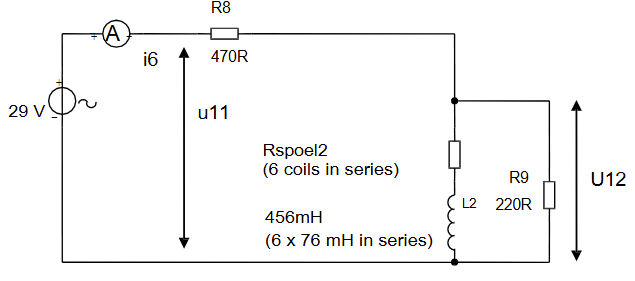 R8
A
i6
470R
29 V
u11
Rspoel2
(6 coils in series)
R9
U12
L2
220R
456mH
(6 x 76 mH in series)